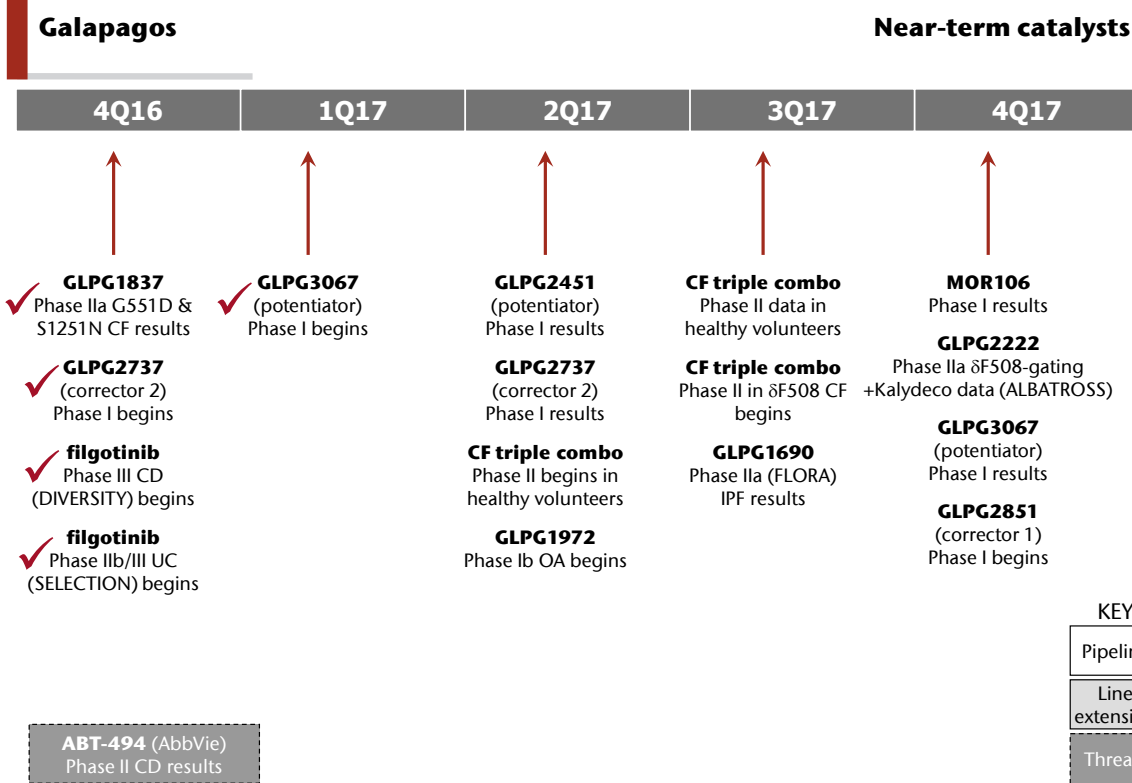 Galapagos
Near-term catalysts
4Q16
1Q17
2Q17
3Q17
4Q17
GLPG1837
Phase IIa G551D &
S1251N CF results
GLPG2737
(corrector 2)
Phase I begins
filgotinib
Phase III CD
(DIVERSITY) begins
filgotinib
Phase IIb/III UC
(SELECTION) begins
GLPG3067
(potentiator)
Phase I begins
GLPG2451
(potentiator)
Phase I results
GLPG2737
(corrector 2)
Phase I results
CF triple combo
Phase II begins in
healthy volunteers
GLPG1972
Phase Ib OA begins
CF triple combo
Phase II data in
healthy volunteers
CF triple combo
Phase II in δF508 CF
begins
GLPG1690
Phase IIa (FLORA)
IPF results
MOR106
Phase I results
GLPG2222
Phase IIa δF508-gating
+Kalydeco data (ALBATROSS)
GLPG3067
(potentiator)
Phase I results
GLPG2851
(corrector 1)
Phase I begins
ABT-494 (AbbVie)
Phase II CD results
KEY
Line